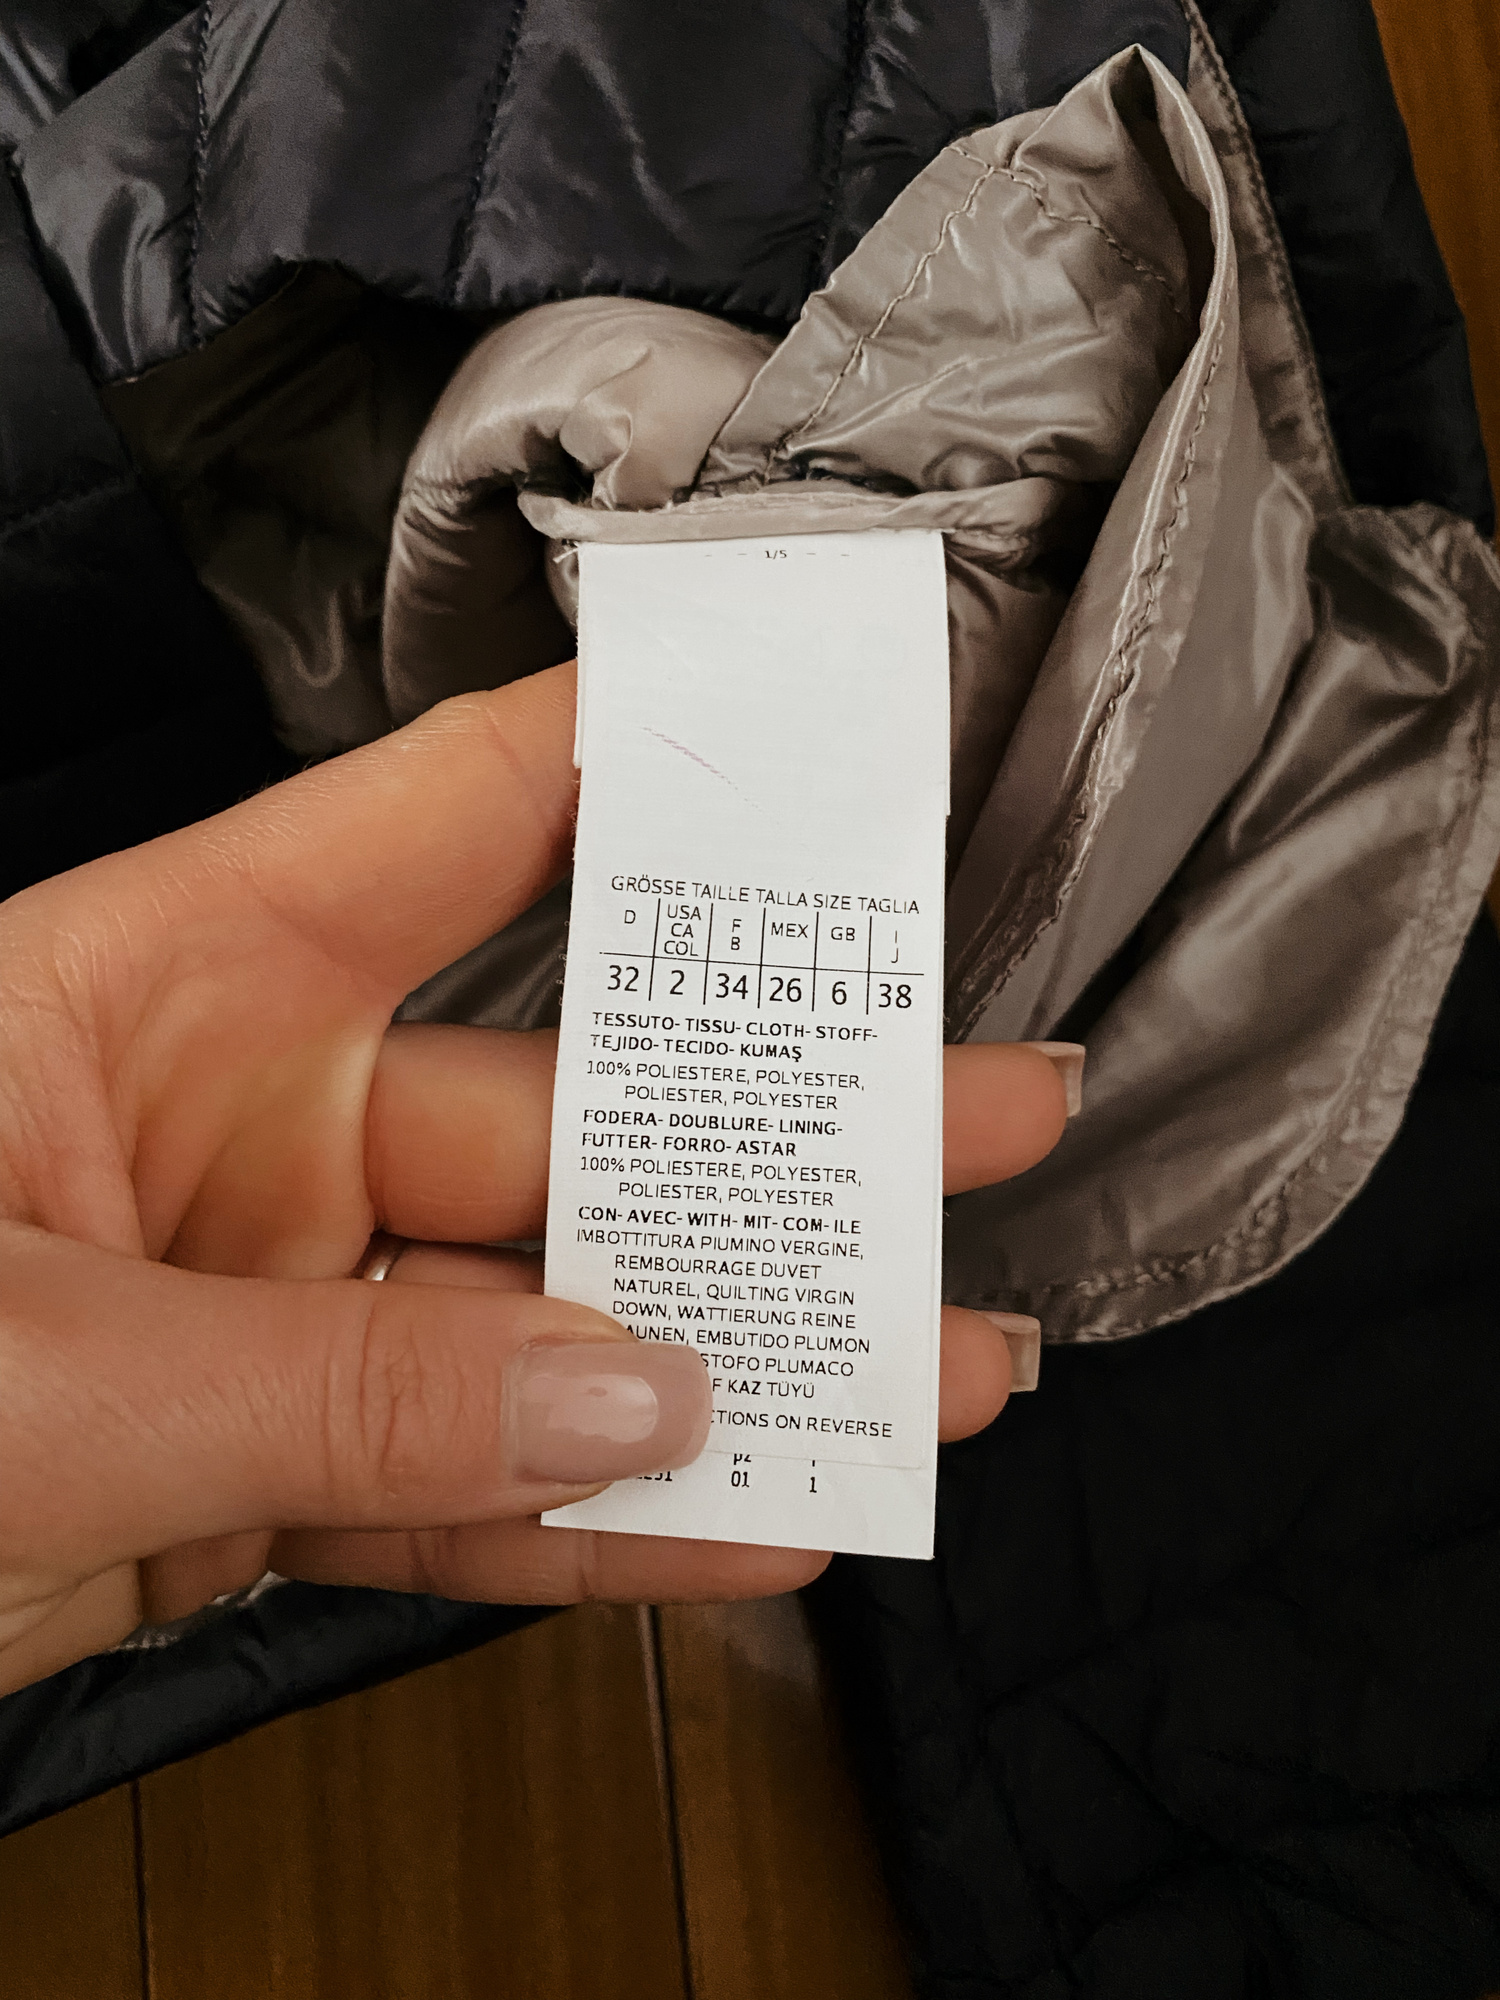 - - 1/5 - -
GRÖSSE TAILLE TALLA SIZE TAGLIA
D USA CA COL F B MEX GB I J
32 2 34 26 6 38
TESSUTO- TISSU- CLOTH- STOFF-
TEJIDO- TECIDO- KUMAŞ
100% POLIESTERE, POLYESTER,
POLIESTER, POLYESTER
FODERA- DOUBLURE- LINING-
FUTTER- FORRO- ASTAR
100% POLIESTERE, POLYESTER,
POLIESTER, POLYESTER
CON- AVEC- WITH- MIT- COM- ILE
IMBOTTITURA PIUMINO VERGINE,
REMBOURRAGE DUVET
NATUREL, QUILTING VIRGIN
DOWN, WATTIERUNG REINE
AUNEN, EMBUTIDO PLUMON
STOFO PLUMACO
F KAZ TÜYÜ
CTIONS ON REVERSE
pz
01 1